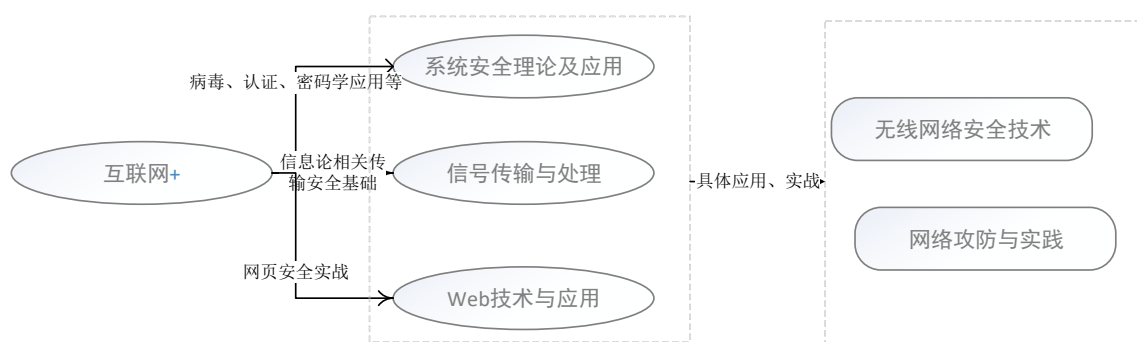 系统安全理论及应用
病毒、认证、密码学应用等
无线网络安全技术
互联网+
信息论相关传
输安全基础
信号传输与处理
具体应用、实战
网络攻防与实践
网页安全实战
Web技术与应用